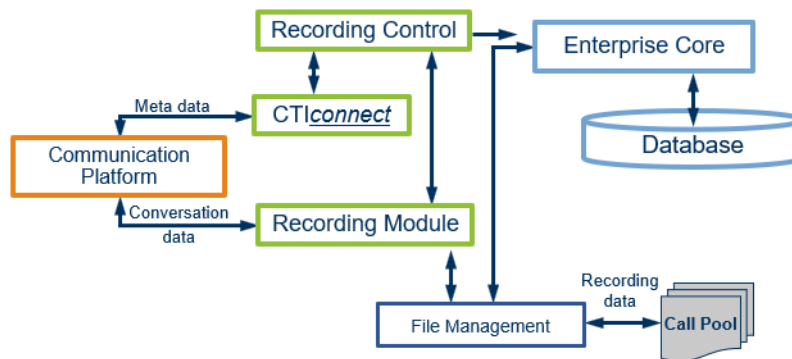 Recording Control
Enterprise Core
Meta data
CTIconnect
Database
Communication
Platform
Conversation
data
Recording Module
Recording
data
File Management
Call Pool